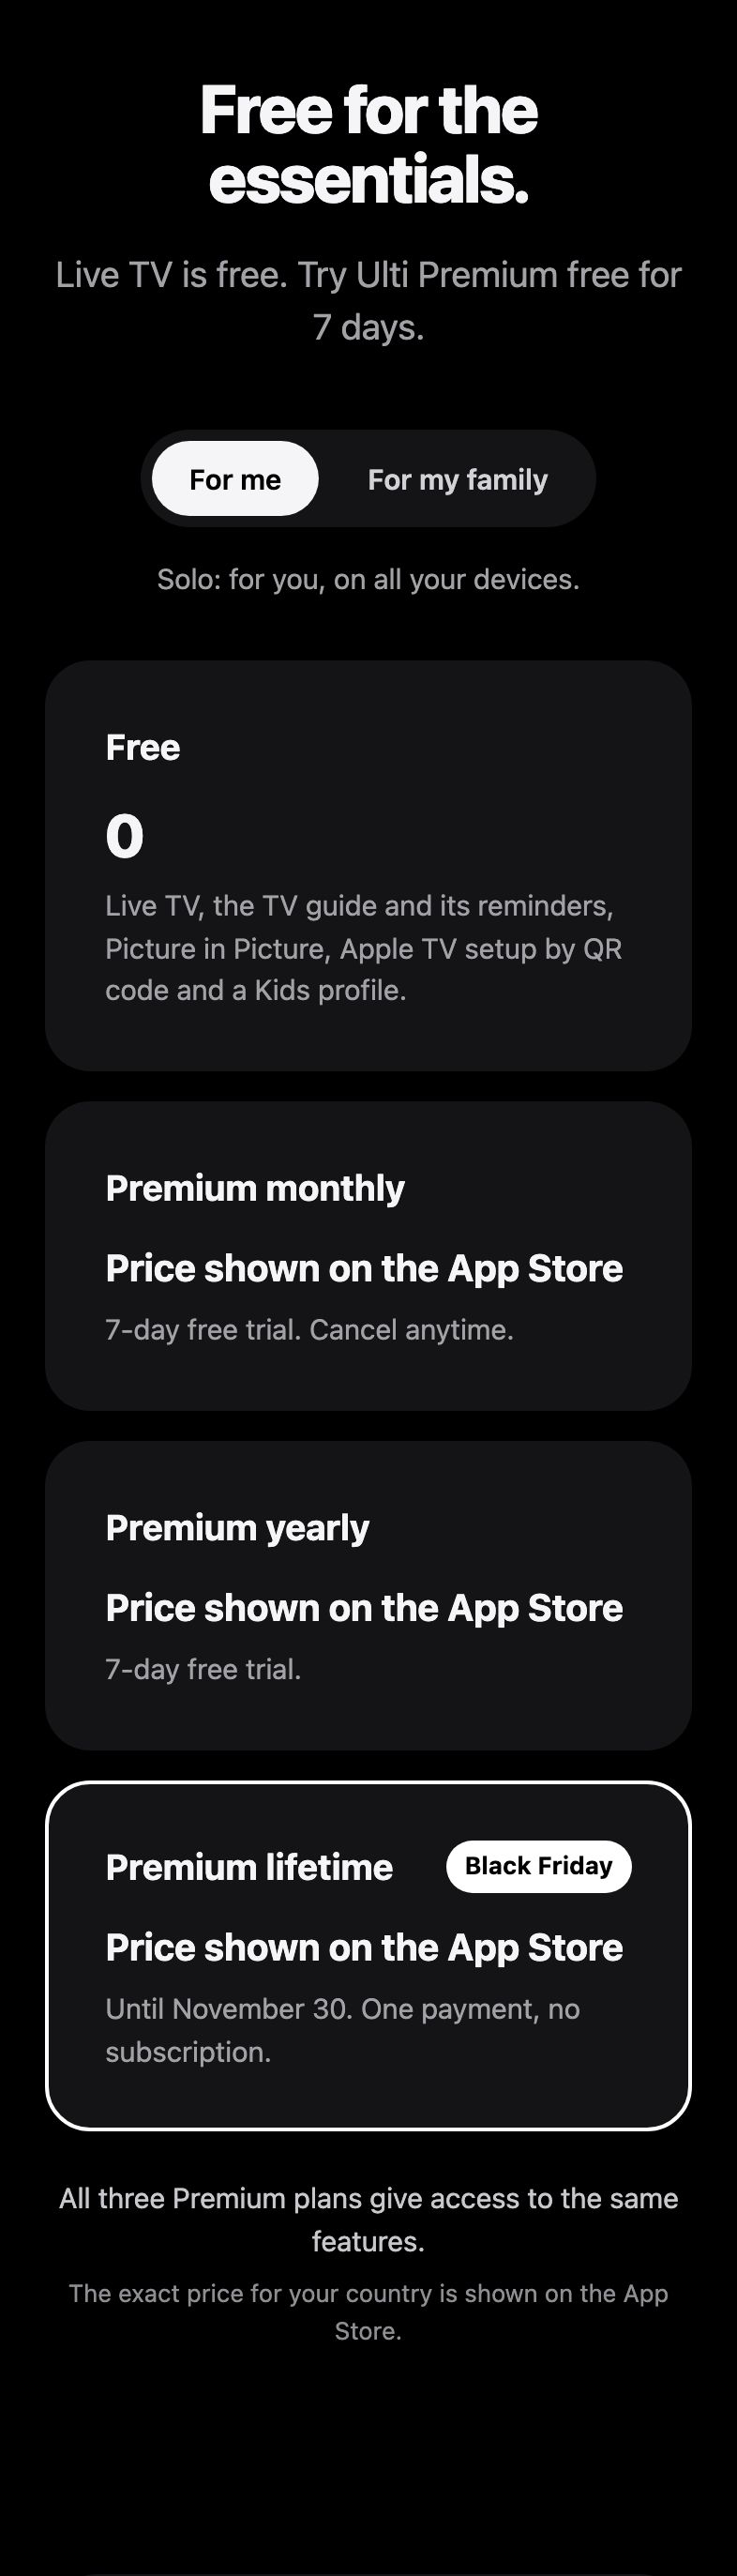 Free for the
essentials.
Live TV is free. Try Ulti Premium free for
7 days.
For me
For my family
Solo: for you, on all your devices.
Free
0
Live TV, the TV guide and its reminders,
Picture in Picture, Apple TV setup by QR
code and a Kids profile.
Premium monthly
Price shown on the App Store
7-day free trial. Cancel anytime.
Premium yearly
Price shown on the App Store
7-day free trial.
Premium lifetime
Black Friday
Price shown on the App Store
Until November 30. One payment, no
subscription.
All three Premium plans give access to the same
features.
The exact price for your country is shown on the App
Store.